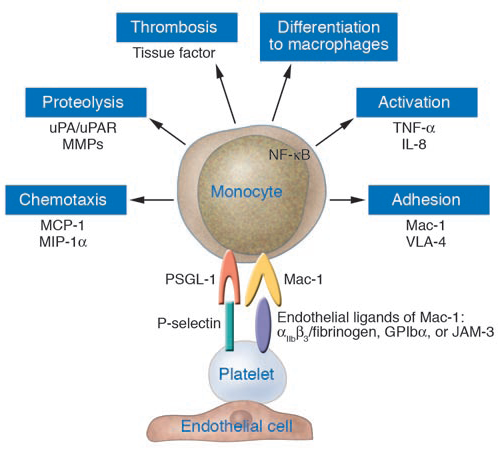 Thrombosis
Tissue factor
Differentiation
to macrophages
Proteolysis
uPA/uPAR
MMPs
Activation
TNF-α
IL-8
NF-κB
Monocyte
Chemotaxis
MCP-1
MIP-1α
Adhesion
Mac-1
VLA-4
PSGL-1
Mac-1
P-selectin
Endothelial ligands of Mac-1:
αIIbβ3/fibrinogen, GPIbα, or JAM-3
Platelet
Endothelial cell